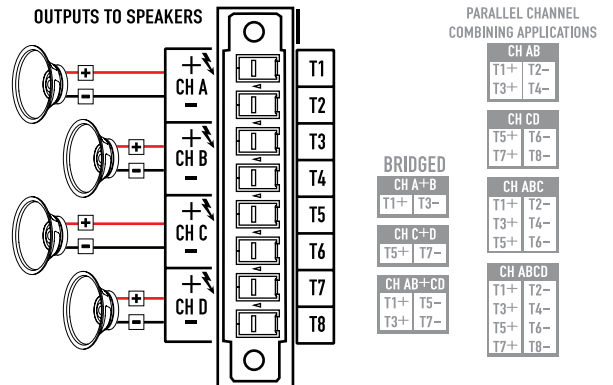 OUTPUTS TO SPEAKERS
+
-
+
CH A
-
T1
T2
+
-
+
CH B
-
T3
T4
+
-
+
CH C
-
T5
T6
+
-
+
CH D
-
T7
T8
BRIDGED
CH A+B
T1+ T3-
CH C+D
T5+ T7-
CH AB+CD
T1+ T5-
T3+ T7-
PARALLEL CHANNEL
COMBINING APPLICATIONS
CH AB
T1+ T2-
T3+ T4-
CH CD
T5+ T6-
T7+ T8-
CH ABC
T1+ T2-
T3+ T4-
T5+ T6-
CH ABCD
T1+ T2-
T3+ T4-
T5+ T6-
T7+ T8-